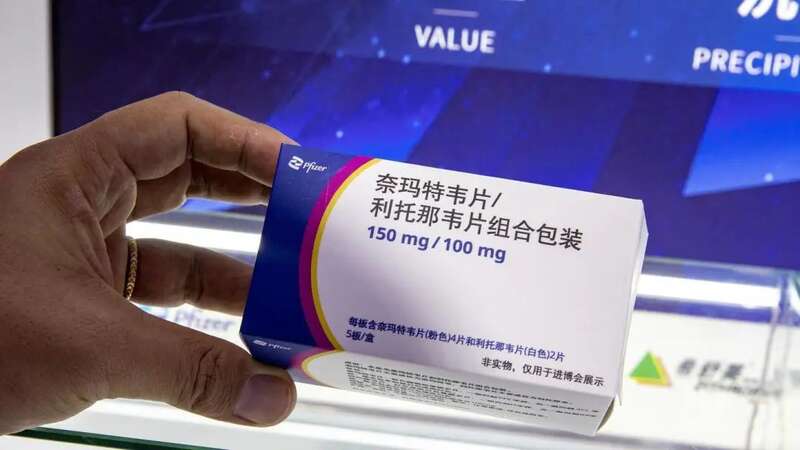 VALUE
PRECIPI
Pfizer
奈玛特韦片/
利托那韦片组合包装
150 mg / 100 mg
每板含奈玛特韦片(粉色)4片和利托那韦片(白色)2片
5板/盒
非实物，仅用于进博会展示
Pfizer
Pfizer